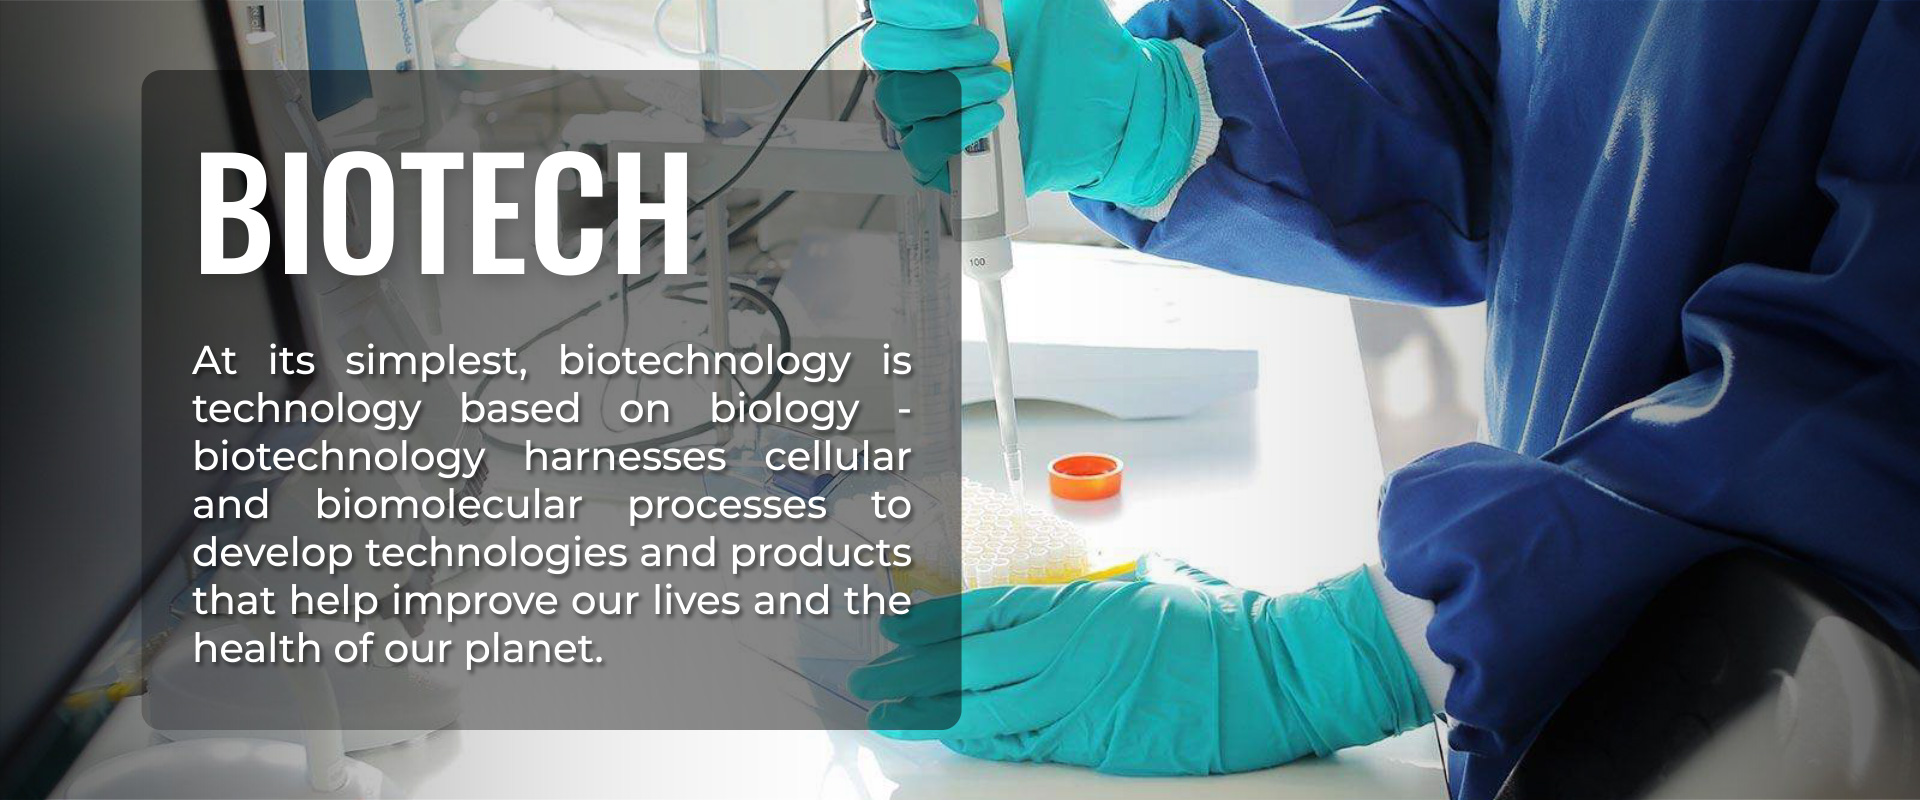 BIOTECH
At its simplest, biotechnology is
technology based on biology -
biotechnology harnesses cellular
and biomolecular processes to
develop technologies and products
that help improve our lives and the
health of our planet.
100